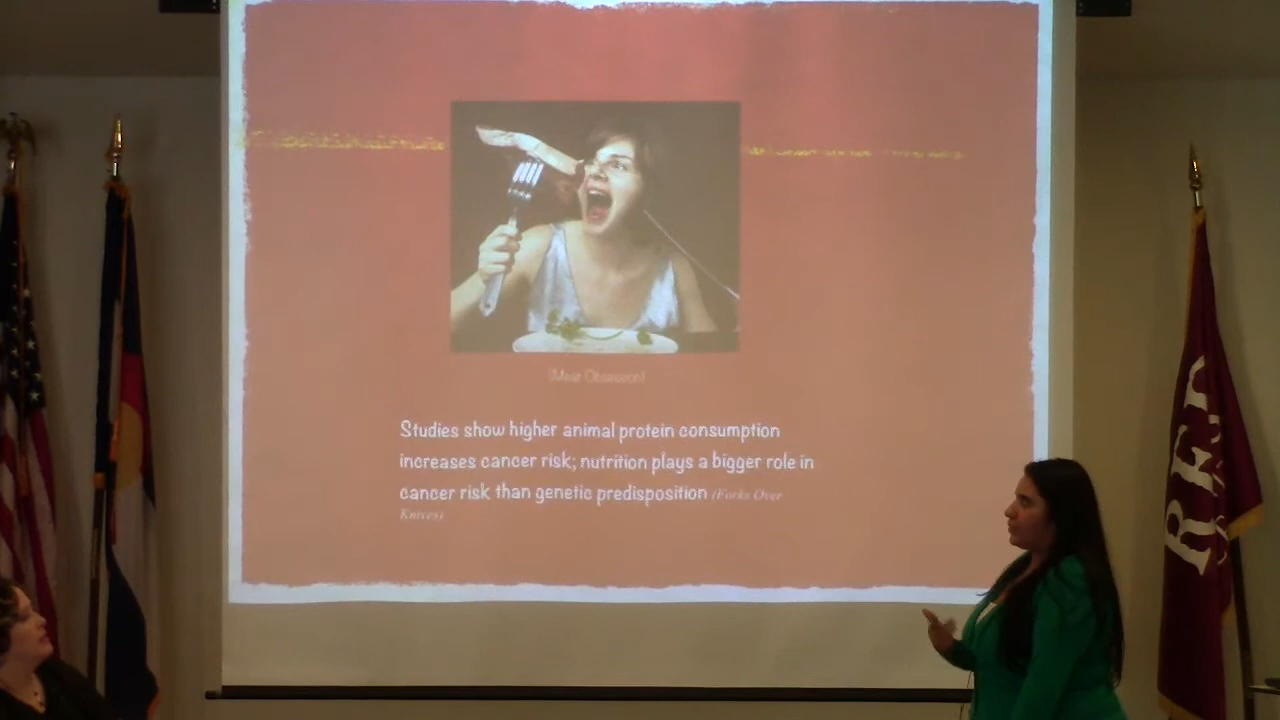 (Meat Obsession)
Studies show higher animal protein consumption
increases cancer risk; nutrition plays a bigger role in
cancer risk than genetic predisposition (Forks Over
Knives)